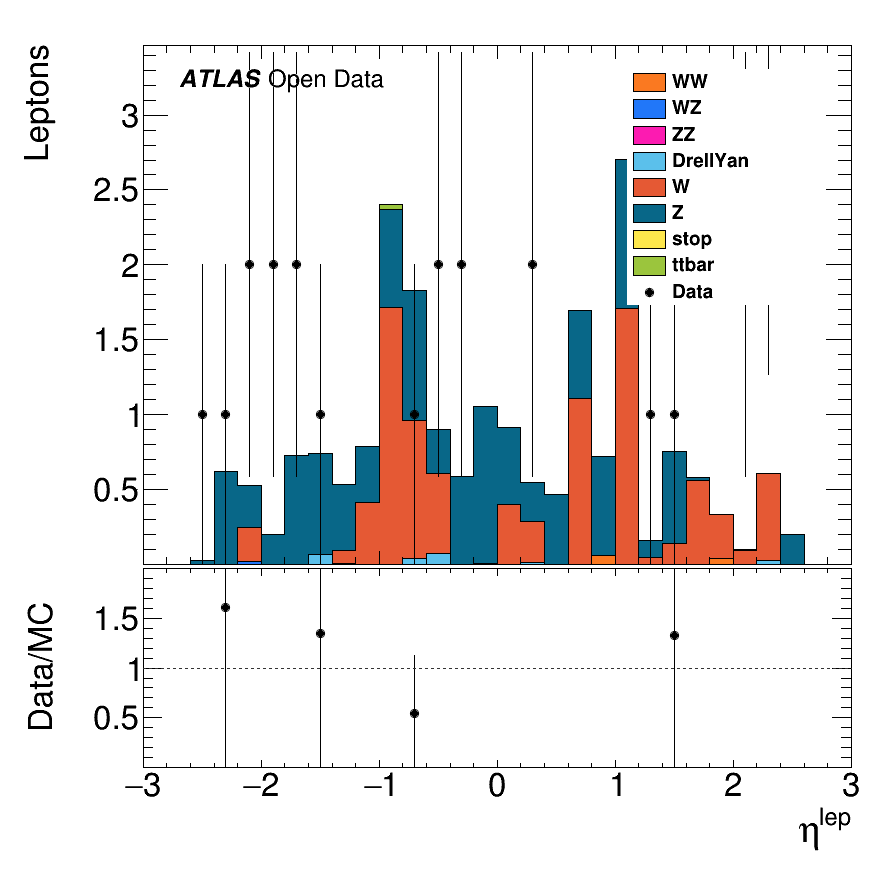 Leptons
ATLAS Open Data
WW
WZ
ZZ
DrellYan
W
Z
stop
ttbar
Data
3
2.5
2
1.5
1
0.5
Data/MC
1.5
1
0.5
−3 −2 −1 0 1 2 3
η^lep